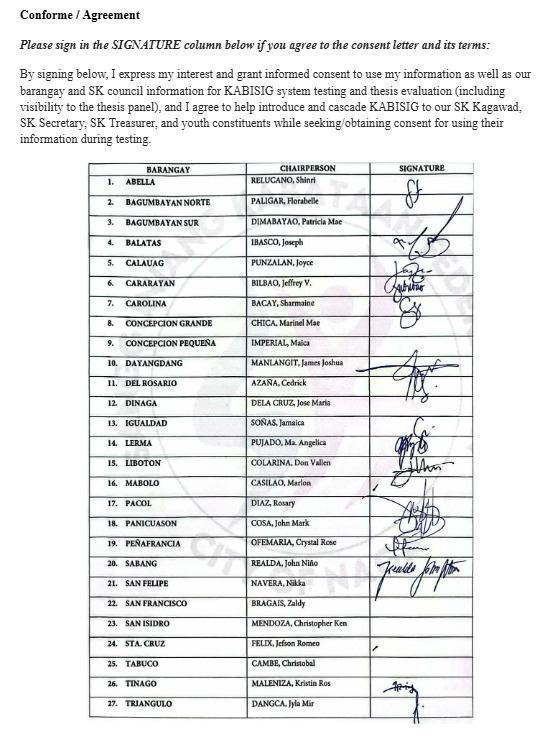 Conforme / Agreement
Please sign in the SIGNATURE column below if you agree to the consent letter and its terms:
By signing below, I express my interest and grant informed consent to use my information as well as our
barangay and SK council information for KABISIG system testing and thesis evaluation (including
visibility to the thesis panel), and I agree to help introduce and cascade KABISIG to our SK Kagawad,
SK Secretary, SK Treasurer, and youth constituents while seeking/obtaining consent for using their
information during testing.
BARANGAY CHAIRPERSON SIGNATURE
1. ABELLA RELUCANO, Shinri
2. BAGUMBAYAN NORTE PALIGAR, Florabelle
3. BAGUMBAYAN SUR DIMABAYAO, Patricia Mae
4. BALATAS IBASCO, Joseph
5. CALAUAG PUNZALAN, Joyce
6. CARARAYAN BILBAO, Jeffrey V.
7. CAROLINA BACAY, Sharmaine
8. CONCEPCION GRANDE CHICA, Marinel Mae
9. CONCEPCION PEQUEÑA IMPERIAL, Maica
10. DAYANGDANG MANLANGIT, James Joshua
11. DEL ROSARIO AZAÑA, Cedrick
12. DINAGA DELA CRUZ, Jose Maria
13. IGUALDAD SOÑAS, Jamaica
14. LERMA PUJADO, Ma. Angelica
15. LIBOTON COLARINA, Don Vallen
16. MABOLO CASILAO, Marlon
17. PACOL DIAZ, Rosary
18. PANICUASON COSA, John Mark
19. PEÑAFRANCIA OFEMARIA, Crystal Rose
20. SABANG REALDA, John Niño
21. SAN FELIPE NAVERA, Nikka
22. SAN FRANCISCO BRAGAIS, Zaldy
23. SAN ISIDRO MENDOZA, Christopher Ken
24. STA. CRUZ FELIX, Jefson Romeo
25. TABUCO CAMBE, Christobal
26. TINAGO MALENIZA, Kristin Ros
27. TRIANGULO DANGCA, Jyla Mir